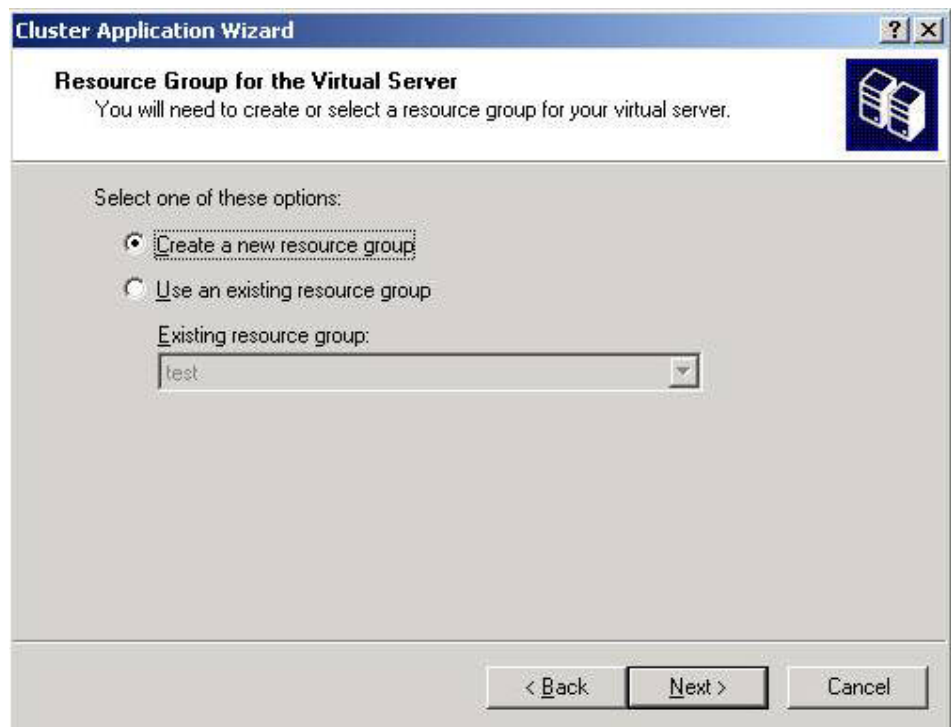 Cluster Application Wizard
Resource Group for the Virtual Server
You will need to create or select a resource group for your virtual server.
Select one of these options:
Create a new resource group
Use an existing resource group
Existing resource group:
test
< Back
Next >
Cancel